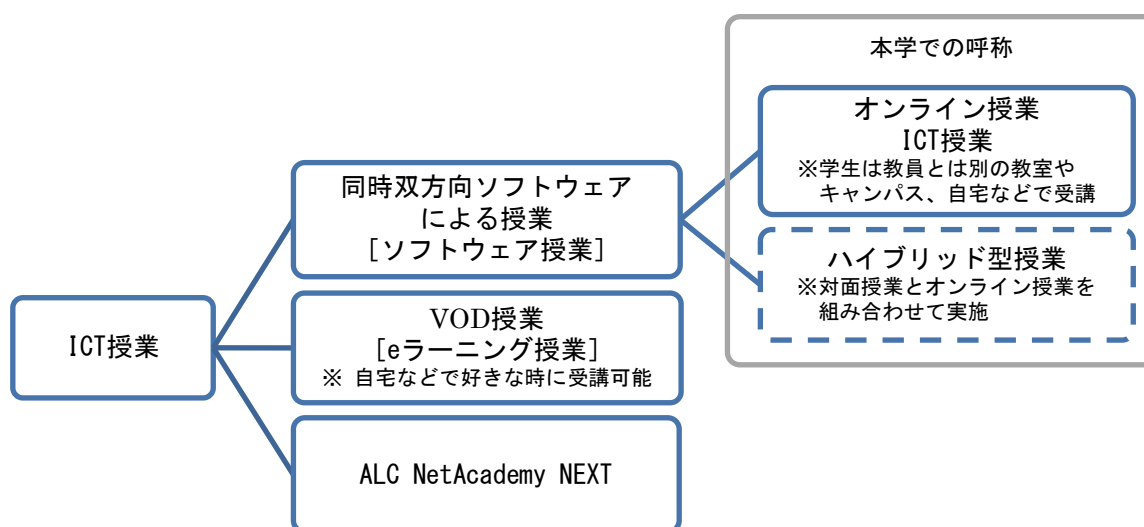 本学での呼称
オンライン授業
ICT授業
※学生は教員とは別の教室や
キャンパス、自宅などで受講
同時双方向ソフトウェア
による授業
[ソフトウェア授業]
ハイブリッド型授業
※対面授業とオンライン授業を
組み合わせて実施
ICT授業
VOD授業
[eラーニング授業]
※ 自宅などで好きな時に受講可能
ALC NetAcademy NEXT